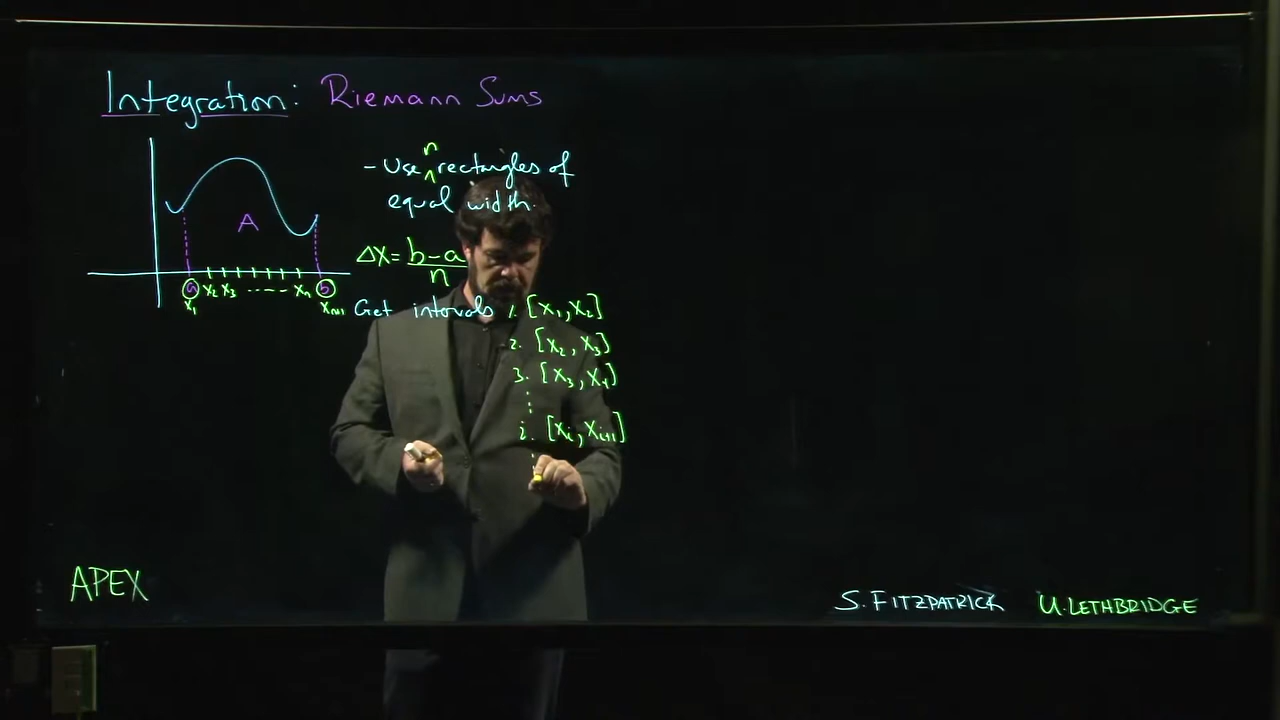 Integration: Riemann Sums
- Use n rectangles of
^
equal width.
A
Δx = b-a
n
a x₂ x₃ ----- xₙ b
x₁ xₙ₊₁
Get intervals 1. [x₁, x₂]
2. [x₂, x₃]
3. [x₃, x₄]
⋮
i. [xᵢ, xᵢ₊₁]
⋮
APEX
S. FITZPATRICK U. LETHBRIDGE